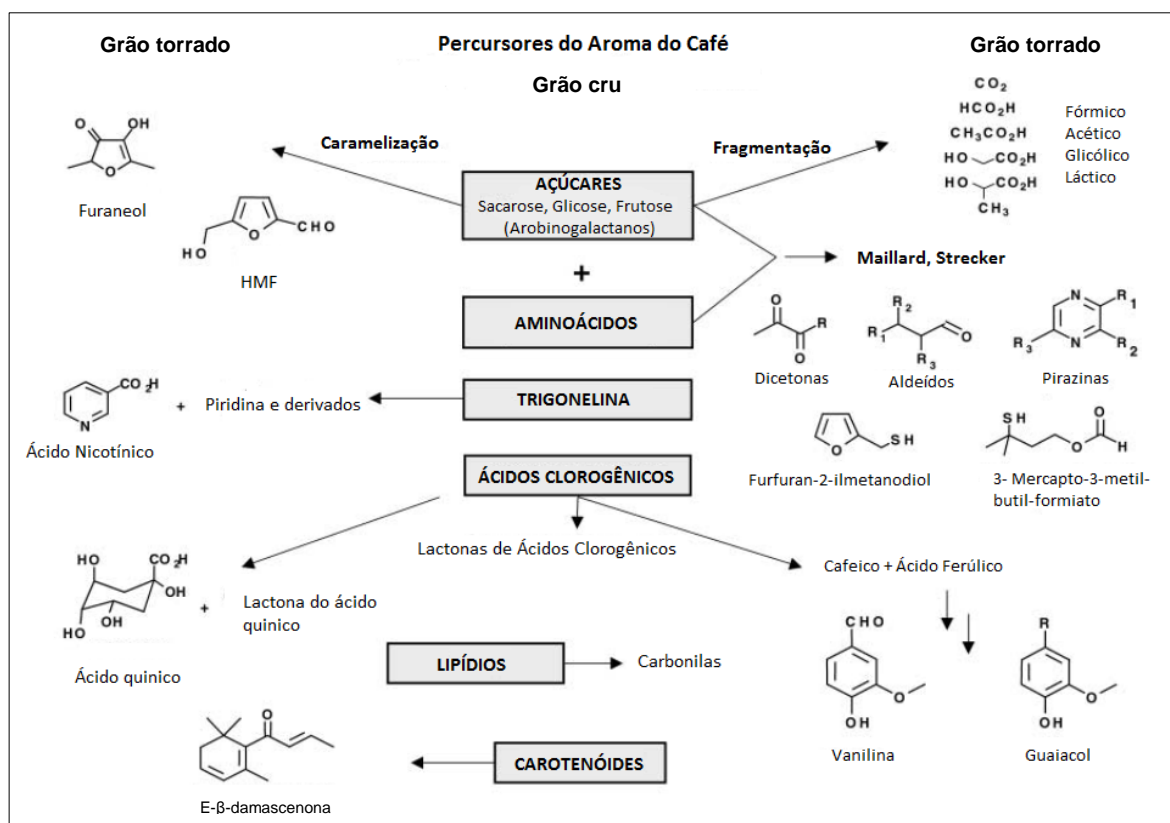 Grão torrado
Percursores do Aroma do Café
Grão torrado
Grão cru
CO2
HCO2H
Fórmico
CH3CO2H
Acético
HO
CO2H
Glicólico
HO
CO2H
Láctico
CH3
Caramelização
Fragmentação
O
OH
O
Furaneol
AÇÚCARES
Sacarose, Glicose, Frutose
(Arobinogalactanos)
O
CHO
HO
HMF
+
Maillard, Strecker
AMINOÁCIDOS
O
R
O
Dicetonas
R2
R1
O
R3
Aldeídos
N
R1
R3
N
R2
Pirazinas
CO2H
N
+
Piridina e derivados
Ácido Nicotínico
TRIGONELINA
O
SH
Furfuran-2-ilmetanodiol
SH
O
O
H
3- Mercapto-3-metil-
butil-formiato
ÁCIDOS CLOROGÊNICOS
Lactonas de Ácidos Clorogênicos
Cafeico + Ácido Ferúlico
HO
CO2H
OH
HO
OH
HO
+
Lactona do ácido
quinico
Ácido quinico
LIPÍDIOS
Carbonilas
CHO
O
OH
Vanilina
R
O
OH
Guaiacol
O
E-ß-damascenona
CAROTENÓIDES